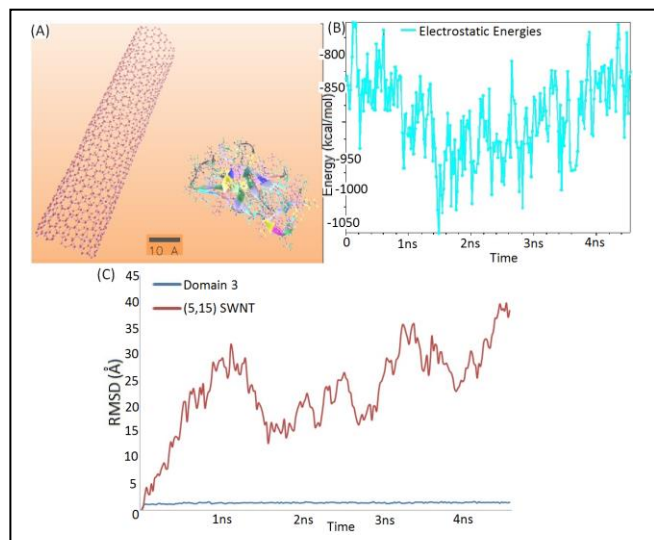 (A)
10 A
(B)
Electrostatic Energies
Energy (kcal/mol)
-800
-850
-950
-1000
-1050
0
1ns
2ns
3ns
4ns
Time
(C)
Domain 3
(5,15) SWNT
RMSD (Å)
45
40
35
30
25
20
15
10
5
0
1ns
2ns
3ns
4ns
Time